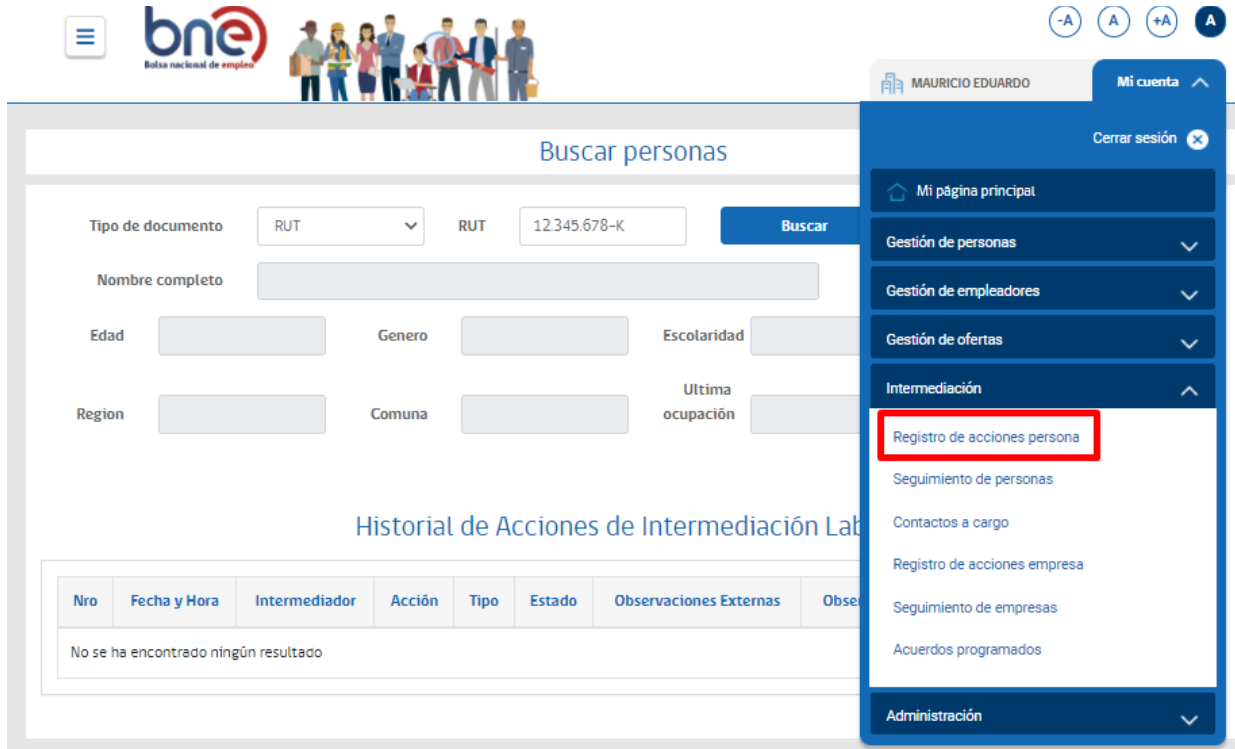 bne
Bolsa nacional de empleo
-A A +A A
MAURICIO EDUARDO
Mi cuenta
Cerrar sesión
Mi página principal
Gestión de personas
Gestión de empleadores
Gestión de ofertas
Intermediación
Registro de acciones persona
Seguimiento de personas
Contactos a cargo
Registro de acciones empresa
Seguimiento de empresas
Acuerdos programados
Administración
Buscar personas
Tipo de documento RUT RUT 12.345.678-K Buscar
Nombre completo
Edad Genero Escolaridad
Region Comuna Ultima ocupación
Historial de Acciones de Intermediación Lab
Nro Fecha y Hora Intermediador Acción Tipo Estado Observaciones Externas Obser
No se ha encontrado ningún resultado